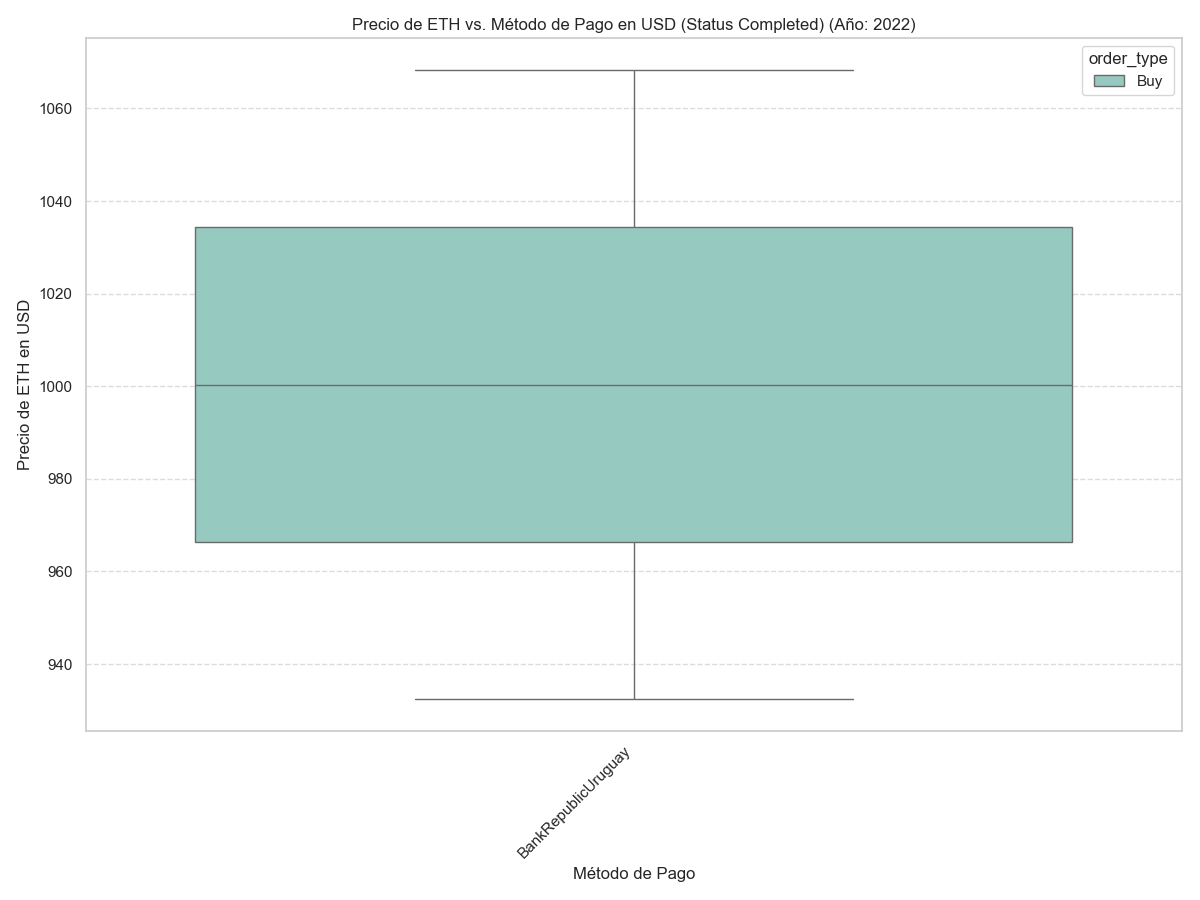 Precio de ETH vs. Método de Pago en USD (Status Completed) (Año: 2022)
order_type
Buy
Precio de ETH en USD
1060
1040
1020
1000
980
960
940
BankRepublicUruguay
Método de Pago